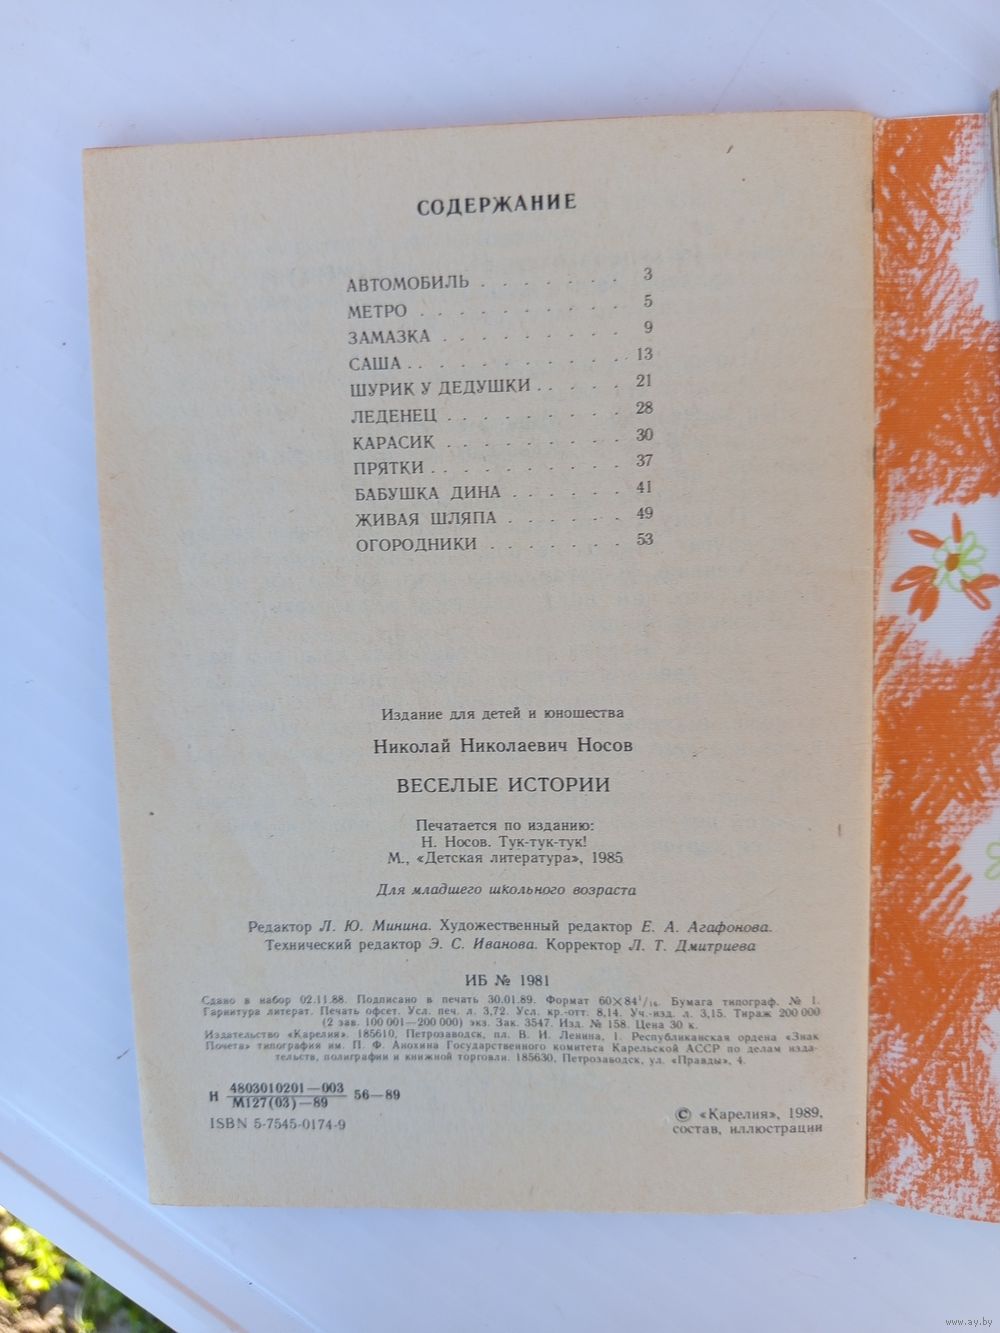 СОДЕРЖАНИЕ
АВТОМОБИЛЬ . . . . . . . 3
МЕТРО . . . . . . . . . . 5
ЗАМАЗКА . . . . . . . . . 9
САША . . . . . . . . . . . 13
ШУРИК У ДЕДУШКИ . . . . . 21
ЛЕДЕНЕЦ . . . . . . . . . 28
КАРАСИК . . . . . . . . . 30
ПРЯТКИ . . . . . . . . . . 37
БАБУШКА ДИНА . . . . . . 41
ЖИВАЯ ШЛЯПА . . . . . . 49
ОГОРОДНИКИ . . . . . . . 53
Издание для детей и юношества
Николай Николаевич Носов
ВЕСЕЛЫЕ ИСТОРИИ
Печатается по изданию:
Н. Носов. Тук-тук-тук!
М., «Детская литература», 1985
Для младшего школьного возраста
Редактор Л. Ю. Минина. Художественный редактор Е. А. Агафонова.
Технический редактор Э. С. Иванова. Корректор Л. Т. Дмитриева
ИБ № 1981
Сдано в набор 02.11.88. Подписано в печать 30.01.89. Формат 60×84¹/₁₆. Бумага типограф. № 1.
Гарнитура литерат. Печать офсет. Усл. печ. л. 3,72. Усл. кр.-отт. 8,14. Уч.-изд. л. 3,15. Тираж 200 000
(2 зав. 100 001—200 000) экз. Зак. 3547. Изд. № 158. Цена 30 к.
Издательство «Карелия». 185610, Петрозаводск, пл. В. И. Ленина, 1. Республиканская ордена «Знак
Почета» типография им. П. Ф. Анохина Государственного комитета Карельской АССР по делам изда-
тельств, полиграфии и книжной торговли. 185630, Петрозаводск, ул. «Правды», 4.
Н 4803010201—003 56—89
М127(03)—89
ISBN 5-7545-0174-9
© «Карелия», 1989,
состав, иллюстрации
www.ay.by